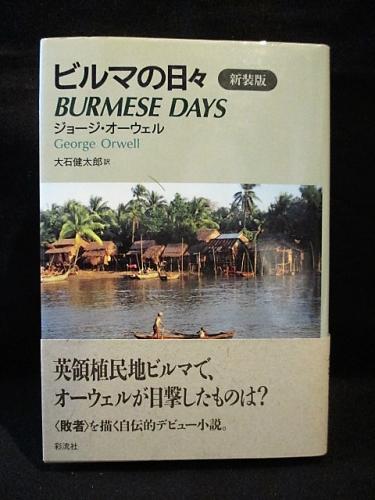 ビルマの日々 新装版
BURMESE DAYS
ジョージ・オーウェル
George Orwell
大石健太郎 訳
英領植民地ビルマで、
オーウェルが目撃したものは?
〈敗者〉を描く自伝的デビュー小説。
彩流社